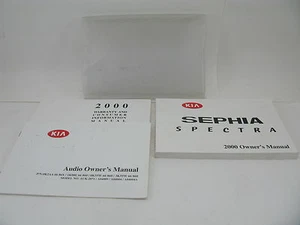 2000
WARRANTY AND
CONSUMER
INFORMATION
MANUAL
KIA
Audio Owner's Manual
KIA
SEPHIA
SPECTRA
2000 Owner's Manual